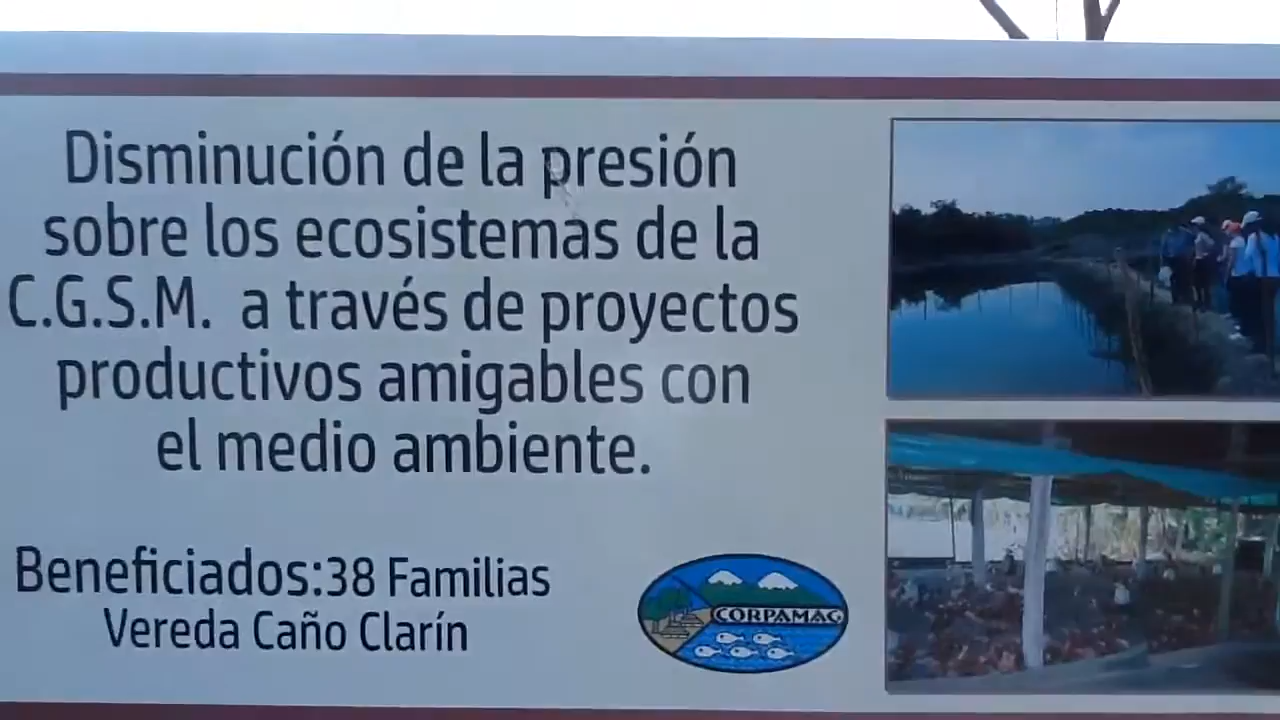 Disminución de la presión
sobre los ecosistemas de la
C.G.S.M. a través de proyectos
productivos amigables con
el medio ambiente.
Beneficiados:38 Familias
Vereda Caño Clarín
CORPAMAG